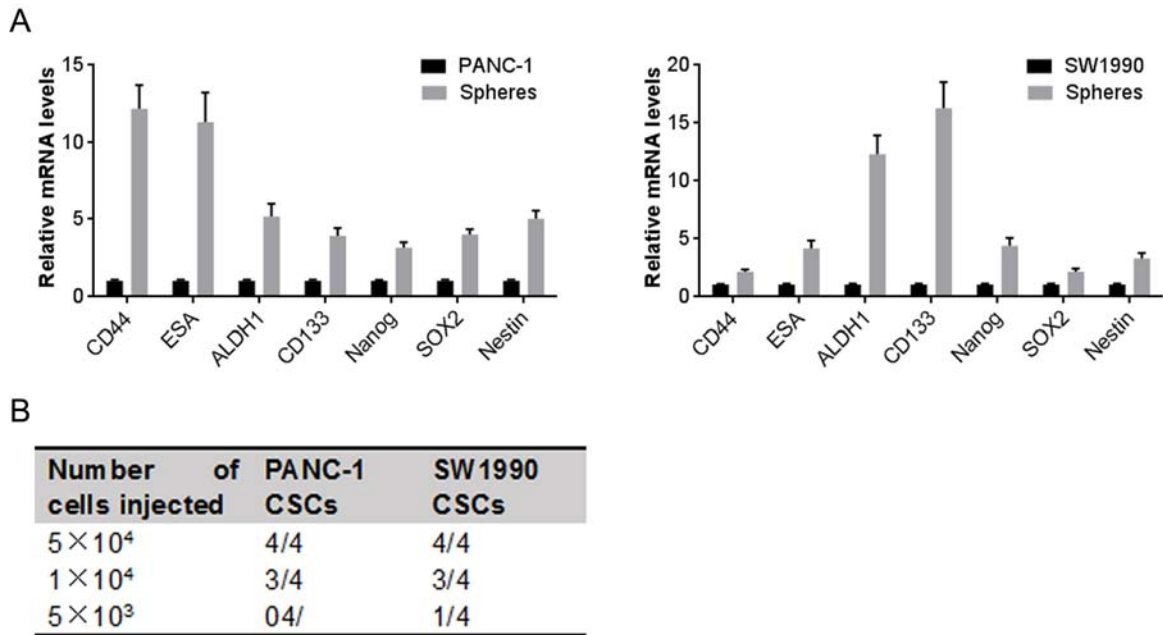 A
Relative mRNA levels
15
10
5
0
PANC-1
Spheres
CD44
ESA
ALDH1
CD133
Nanog
SOX2
Nestin
Relative mRNA levels
20
15
10
5
0
SW1990
Spheres
CD44
ESA
ALDH1
CD133
Nanog
SOX2
Nestin
B
Number of PANC-1 SW1990
cells injected CSCs CSCs
5×10⁴ 4/4 4/4
1×10⁴ 3/4 3/4
5×10³ 04/ 1/4